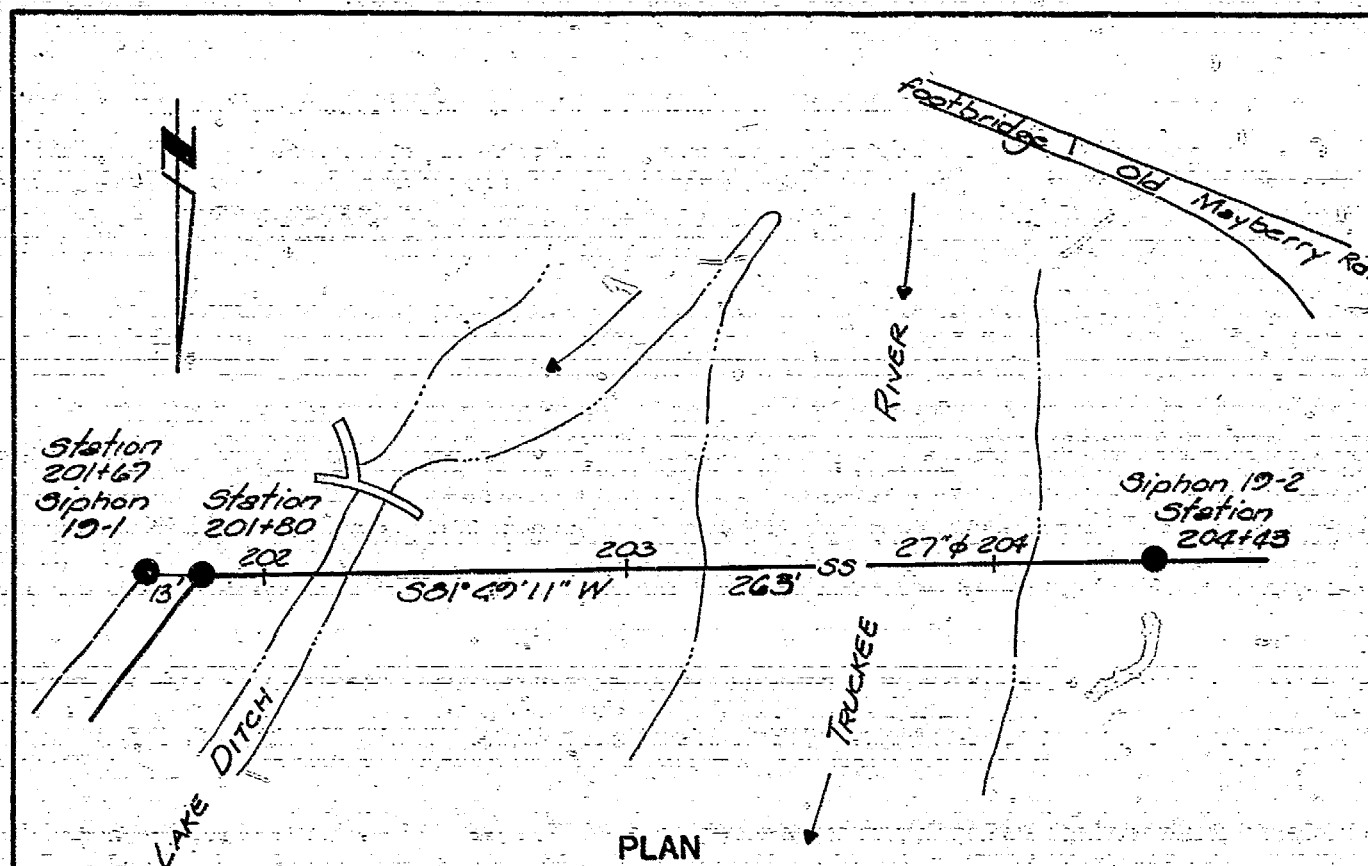 N
footbridge
Old Mayberry
RIVER
Station
201+67
Siphon
19-1
Station
201+80
Siphon 19-2
Station
204+43
202
203
27"φ 204
13'
S81°49'11" W
263'
SS
TRUCKEE
LAKE DITCH
PLAN